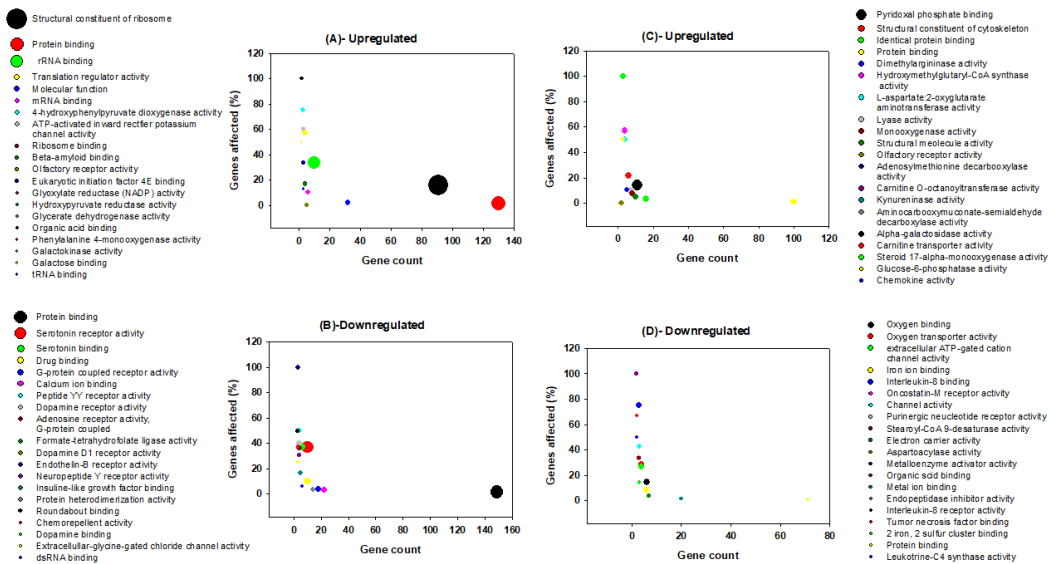 Structural constituent of ribosome
Protein binding
rRNA binding
Translation regulator activity
Molecular function
mRNA binding
4-hydroxyphenylpyruvate dioxygenase activity
ATP-activated inward rectfier potassium
channel activity
Ribosome binding
Beta-amyloid binding
Olfactory receptor activity
Eukaryotic initiation factor 4E binding
Glyoxylate reductase (NADP) activity
Hydroxypyruvate reductase activity
Glycerate dehydrogenase activity
Organic acid binding
Phenylalanine 4-monooxygenase activity
Galactokinase activity
Galactose binding
tRNA binding
(A)- Upregulated
Genes affected (%)
120
100
80
60
40
20
0
0 20 40 60 80 100 120 140
Gene count
(C)- Upregulated
Genes affected (%)
120
100
80
60
40
20
0
0 20 40 60 80 100 120
Gene count
Pyridoxal phosphate binding
Structural constituent of cytoskeleton
Identical protein binding
Protein binding
Dimethylargininase activity
Hydroxymethylglutaryl-CoA synthase
activity
L-aspartate:2-oxyglutarate
aminotransferase activity
Lyase activity
Monooxygenase activity
Structural meolecule activity
Olfactory receptor activity
Adenosylmethionine decarbooxylase
activity
Carnitine O-octanoyltransferase activity
Kynureninase activity
Aminocarbooxymuconate-semialdehyde
decarboxylase activity
Alpha-galactosidase activity
Carnitine transporter activity
Steroid 17-alpha-monooxygenase activity
Glucose-6-phosphatase activity
Chemokine activity
Protein binding
Serotonin receptor activity
Serotonin binding
Drug binding
G-protein coupled receptor activity
Calcium ion binding
Peptide YY receptor activity
Dopamine receptor activity
Adenosine receptor activity,
G-protein coupled
Formate-tetrahydrofolate ligase activity
Dopamine D1 receptor activity
Endothelin-B receptor activity
Neuropeptide Y receptor activity
Insuline-like growth factor binding
Protein heterodimerization activity
Roundabout binding
Chemorepellent activity
Dopamine binding
Extracellullar-glycine-gated chloride channel activity
dsRNA binding
(B)-Downregulated
Genes affected (%)
120
100
80
60
40
20
0
0 20 40 60 80 100 120 140 160
Gene count
(D)- Downregulated
Genes affected (%)
120
100
80
60
40
20
0
0 20 40 60 80
Gene count
Oxygen binding
Oxygen transporter activity
extracellular ATP-gated cation
channel activity
Iron ion binding
Interleukin-8 binding
Oncostatin-M receptor activity
Channel activity
Purinergic neucleotide receptor activity
Stearoyl-CoA 9-desaturase activity
Electron carrier activity
Aspartoacylase activity
Metalloenzyme activator activity
Organic acid binding
Metal ion binding
Endopeptidase inhibitor activity
Interleukin-8 receptor activity
Tumor necrosis factor binding
2 iron, 2 sulfur cluster binding
Protein binding
Leukotrine-C4 synthase activity